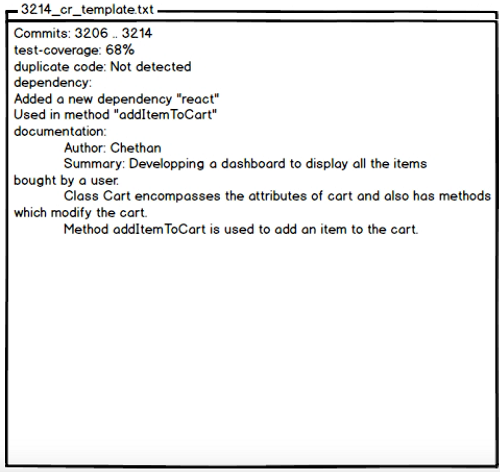 3214_cr_template.txt
Commits: 3206 .. 3214
test-coverage: 68%
duplicate code: Not detected
dependency:
Added a new dependency "react"
Used in method "addItemToCart"
documentation:
Author: Chethan
Summary: Developping a dashboard to display all the items
bought by a user.
Class Cart encompasses the attributes of cart and also has methods
which modify the cart.
Method addItemToCart is used to add an item to the cart.